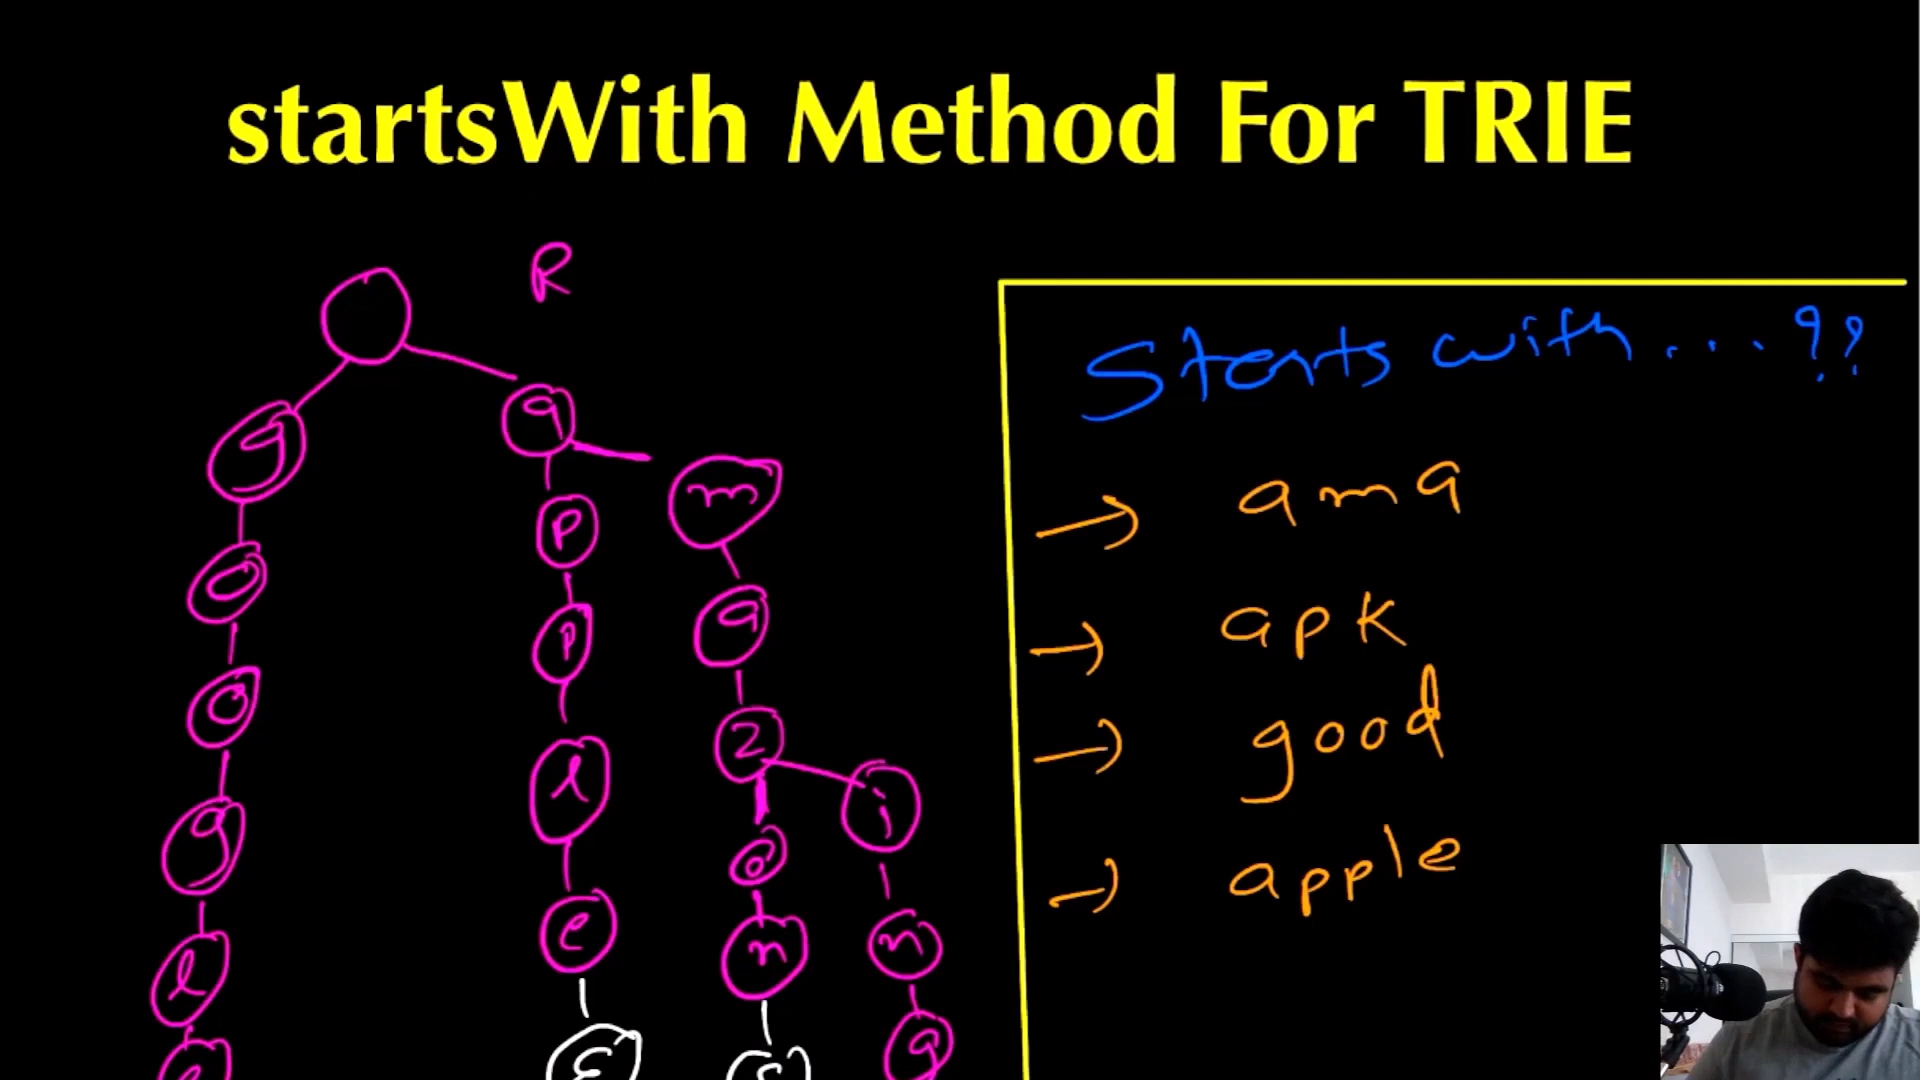 startsWith Method For TRIE
R
Starts with...??
g a
m
o p
→ ama
o p a
→ apk
g l z i
→ good
o
l e n n
→ apple
e g